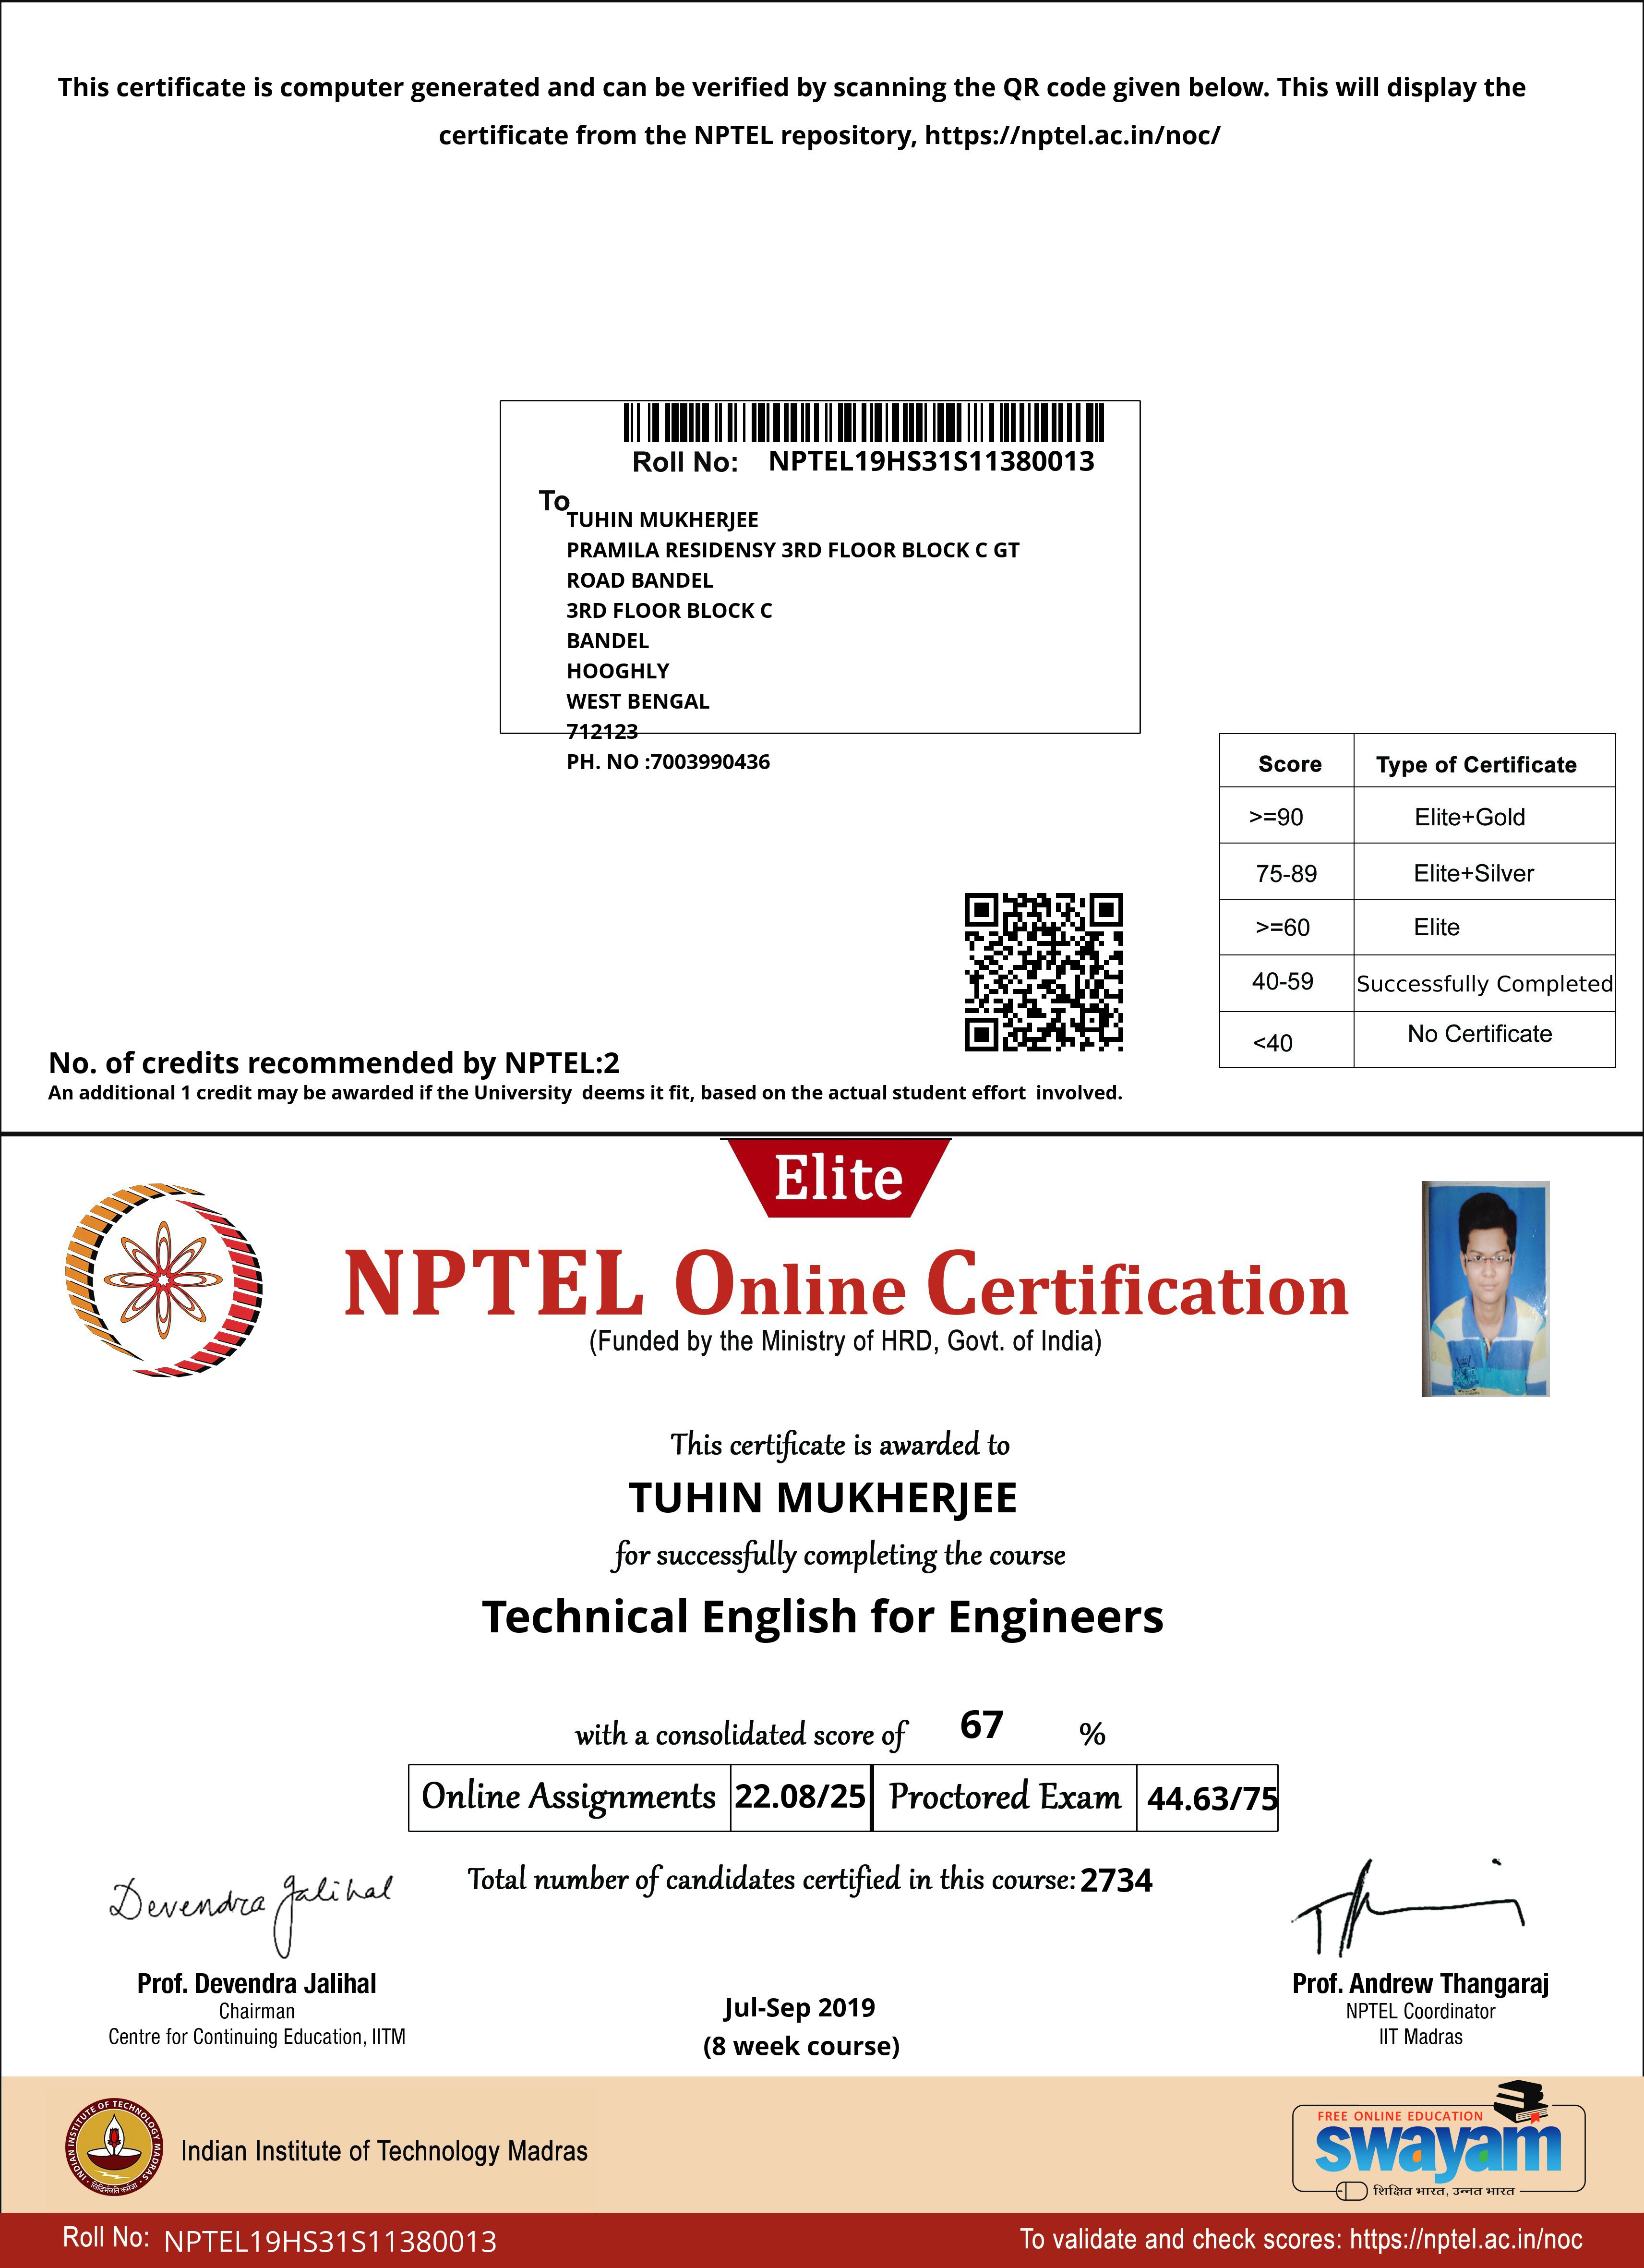 This certificate is computer generated and can be verified by scanning the QR code given below. This will display the
certificate from the NPTEL repository, https://nptel.ac.in/noc/
Roll No: NPTEL19HS31S11380013
To
TUHIN MUKHERJEE
PRAMILA RESIDENSY 3RD FLOOR BLOCK C GT
ROAD BANDEL
3RD FLOOR BLOCK C
BANDEL
HOOGHLY
WEST BENGAL
712123
PH. NO :7003990436
Score Type of Certificate
>=90 Elite+Gold
75-89 Elite+Silver
>=60 Elite
40-59 Successfully Completed
<40 No Certificate
No. of credits recommended by NPTEL:2
An additional 1 credit may be awarded if the University deems it fit, based on the actual student effort involved.
Elite
NPTEL Online Certification
(Funded by the Ministry of HRD, Govt. of India)
This certificate is awarded to
TUHIN MUKHERJEE
for successfully completing the course
Technical English for Engineers
with a consolidated score of 67 %
Online Assignments 22.08/25 Proctored Exam 44.63/75
Total number of candidates certified in this course: 2734
Devendra Jalihal
Prof. Devendra Jalihal
Chairman
Centre for Continuing Education, IITM
Jul-Sep 2019
(8 week course)
Prof. Andrew Thangaraj
NPTEL Coordinator
IIT Madras
INDIAN INSTITUTE OF TECHNOLOGY MADRAS
सिद्धिर्भवति कर्मजा
Indian Institute of Technology Madras
FREE ONLINE EDUCATION
swayam
शिक्षित भारत, उन्नत भारत
Roll No: NPTEL19HS31S11380013
To validate and check scores: https://nptel.ac.in/noc